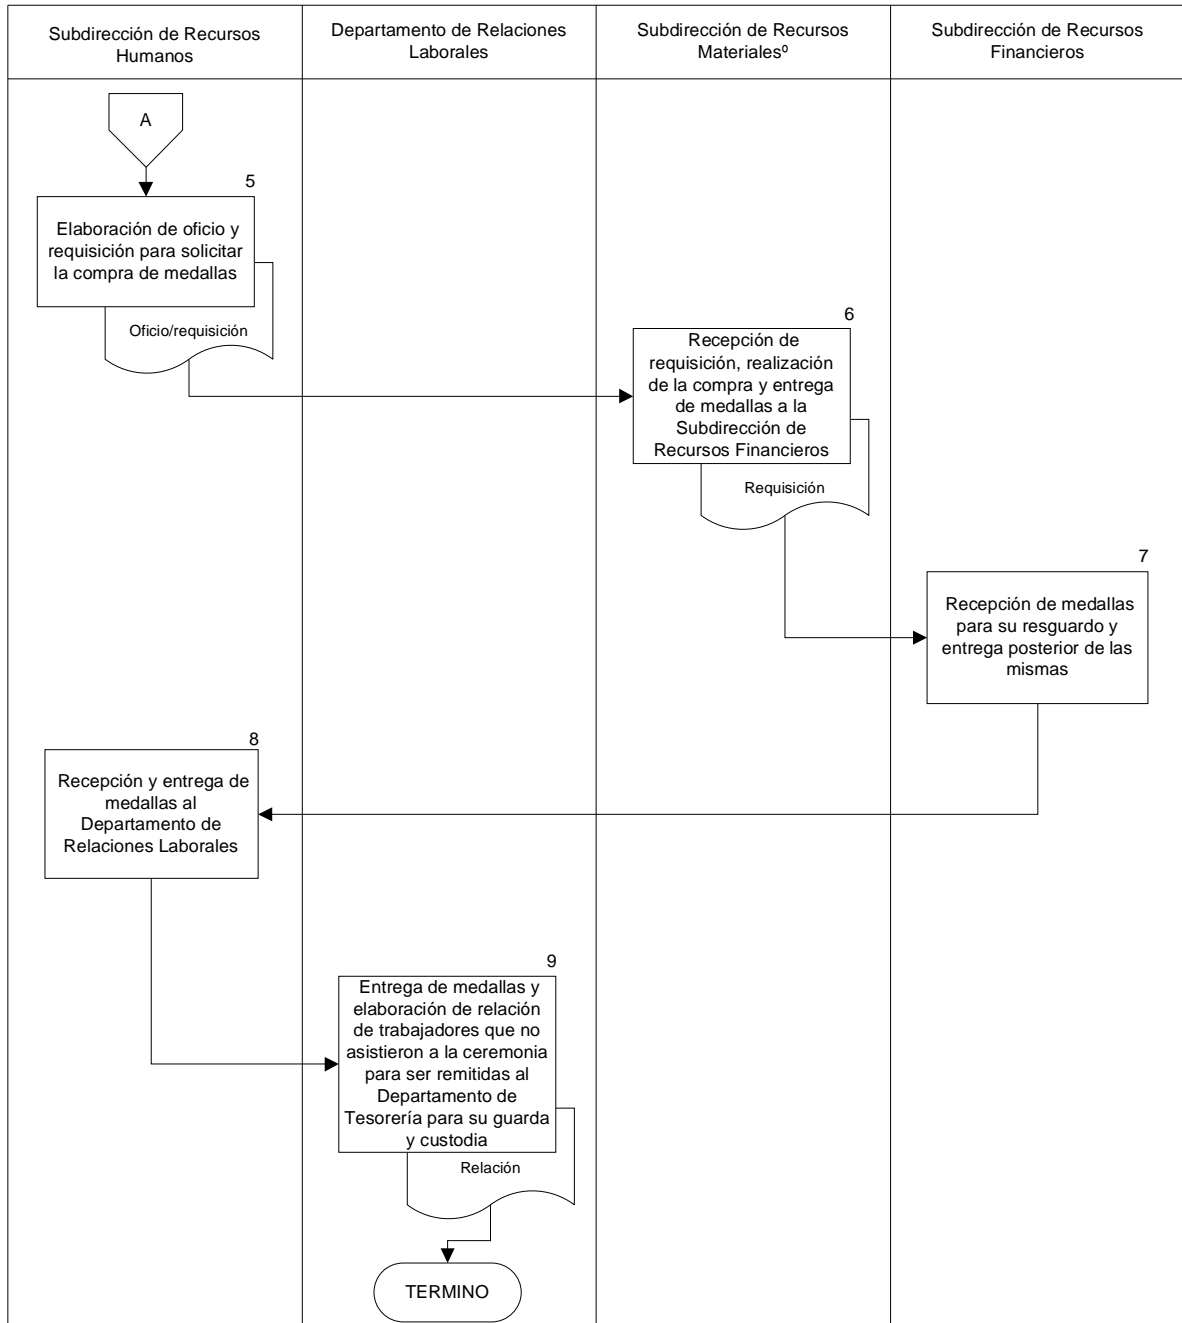 Subdirección de Recursos
Humanos
Departamento de Relaciones
Laborales
Subdirección de Recursos
Materialesº
Subdirección de Recursos
Financieros
A
5
Elaboración de oficio y
requisición para solicitar
la compra de medallas
Oficio/requisición
6
Recepción de
requisición, realización
de la compra y entrega
de medallas a la
Subdirección de
Recursos Financieros
Requisición
7
Recepción de medallas
para su resguardo y
entrega posterior de las
mismas
8
Recepción y entrega de
medallas al
Departamento de
Relaciones Laborales
9
Entrega de medallas y
elaboración de relación
de trabajadores que no
asistieron a la ceremonia
para ser remitidas al
Departamento de
Tesorería para su guarda
y custodia
Relación
TERMINO